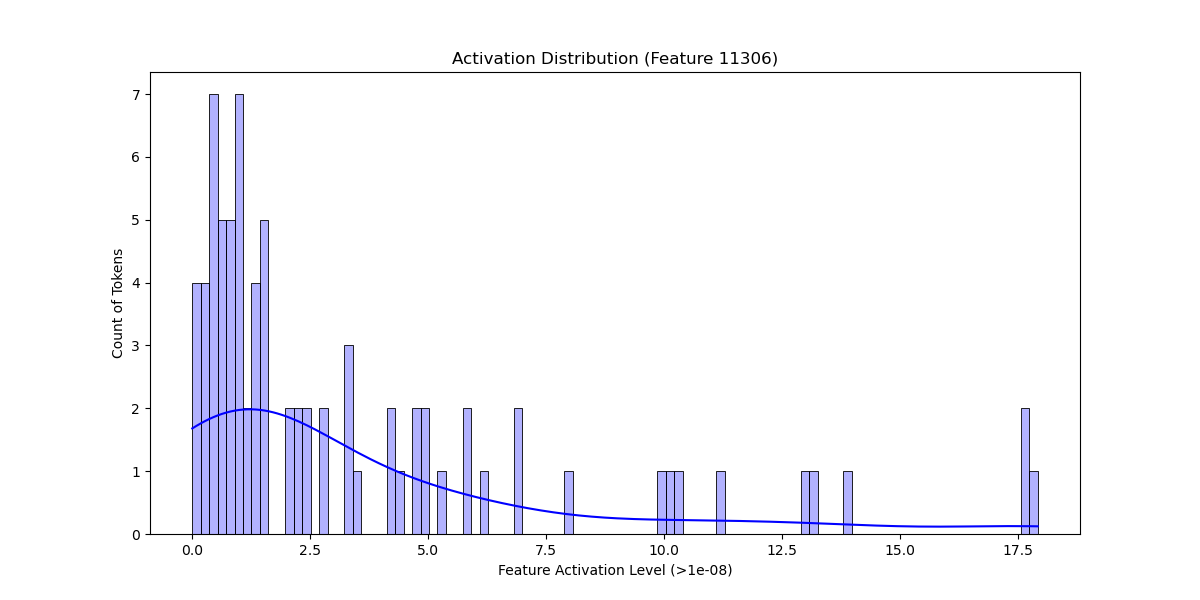 Activation Distribution (Feature 11306)
7
6
5
4
3
2
1
0
Count of Tokens
0.0 2.5 5.0 7.5 10.0 12.5 15.0 17.5
Feature Activation Level (>1e-08)